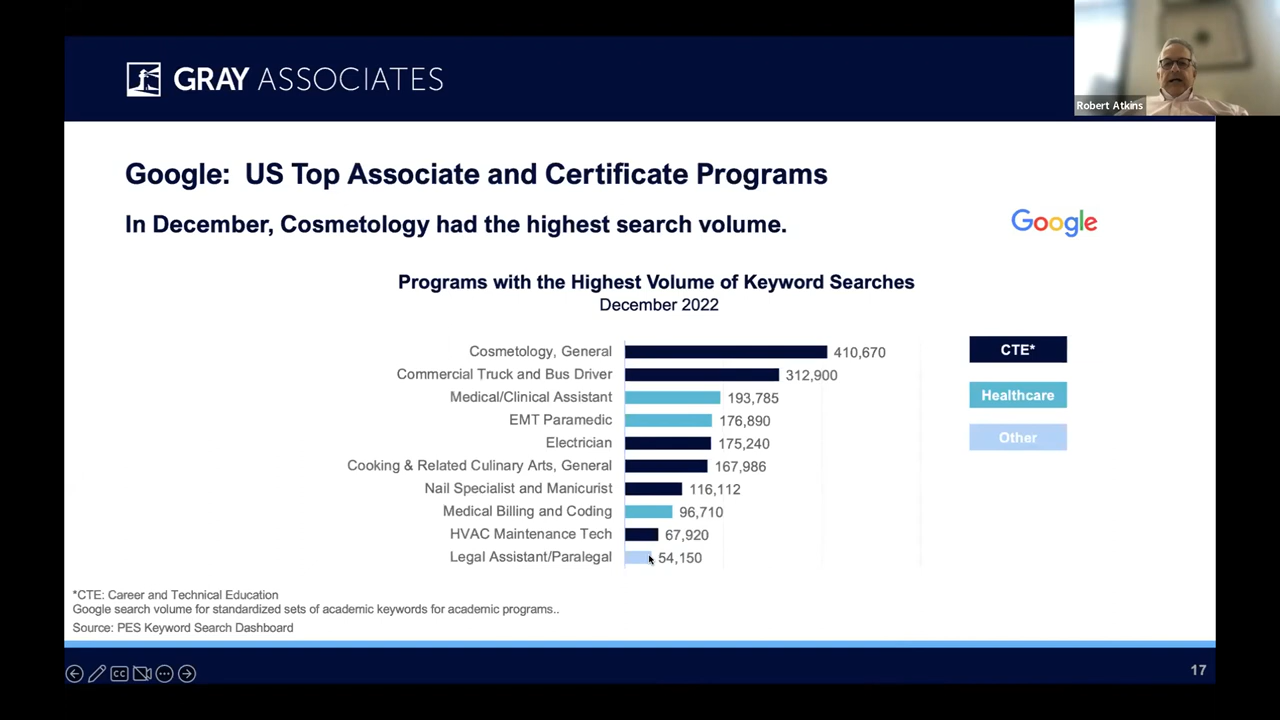 GRAY ASSOCIATES
Robert Atkins
Google: US Top Associate and Certificate Programs
In December, Cosmetology had the highest search volume.
Google
Programs with the Highest Volume of Keyword Searches
December 2022
Cosmetology, General 410,670
Commercial Truck and Bus Driver 312,900
Medical/Clinical Assistant 193,785
EMT Paramedic 176,890
Electrician 175,240
Cooking & Related Culinary Arts, General 167,986
Nail Specialist and Manicurist 116,112
Medical Billing and Coding 96,710
HVAC Maintenance Tech 67,920
Legal Assistant/Paralegal 54,150
CTE*
Healthcare
Other
*CTE: Career and Technical Education
Google search volume for standardized sets of academic keywords for academic programs..
Source: PES Keyword Search Dashboard
CC
17